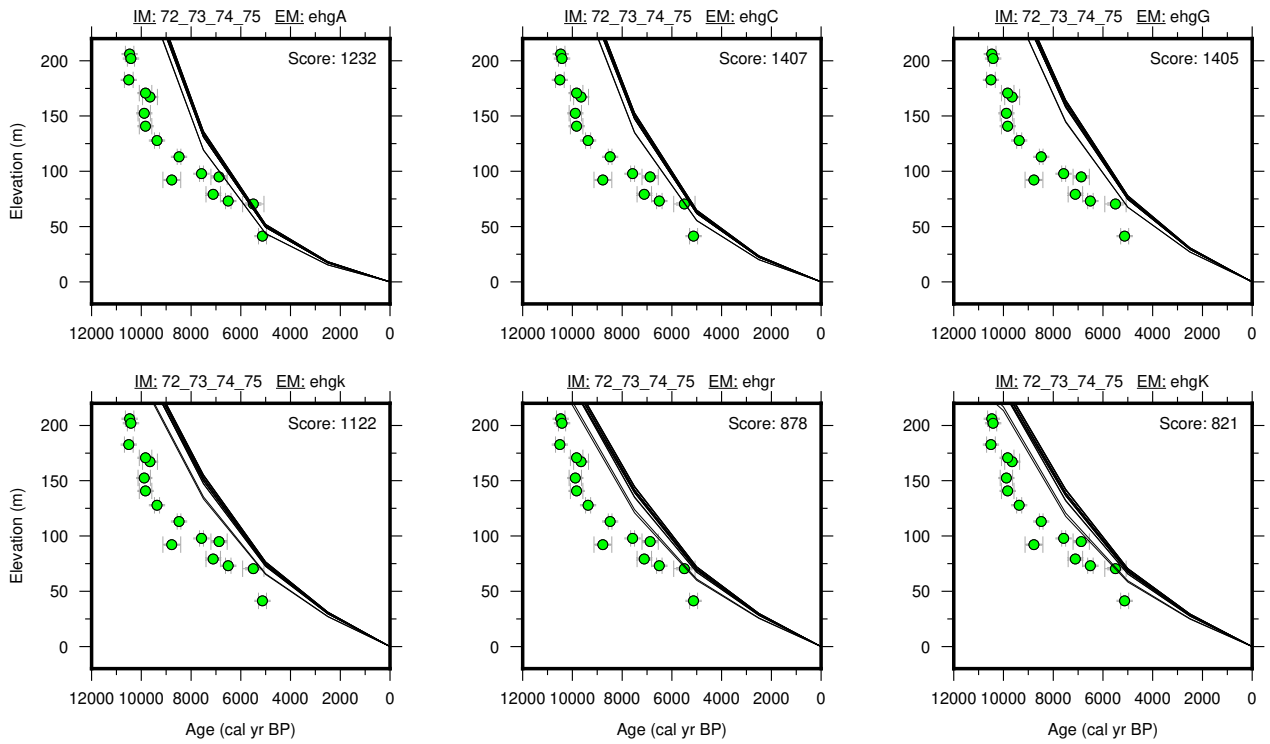 IM: 72_73_74_75 EM: ehgA
IM: 72_73_74_75 EM: ehgC
IM: 72_73_74_75 EM: ehgG
Score: 1232
Score: 1407
Score: 1405
Elevation (m)
200
150
100
50
0
200
150
100
50
0
200
150
100
50
0
12000 10000 8000 6000 4000 2000 0
12000 10000 8000 6000 4000 2000 0
12000 10000 8000 6000 4000 2000 0
IM: 72_73_74_75 EM: ehgk
IM: 72_73_74_75 EM: ehgr
IM: 72_73_74_75 EM: ehgK
Score: 1122
Score: 878
Score: 821
Elevation (m)
200
150
100
50
0
200
150
100
50
0
200
150
100
50
0
12000 10000 8000 6000 4000 2000 0
12000 10000 8000 6000 4000 2000 0
12000 10000 8000 6000 4000 2000 0
Age (cal yr BP)
Age (cal yr BP)
Age (cal yr BP)